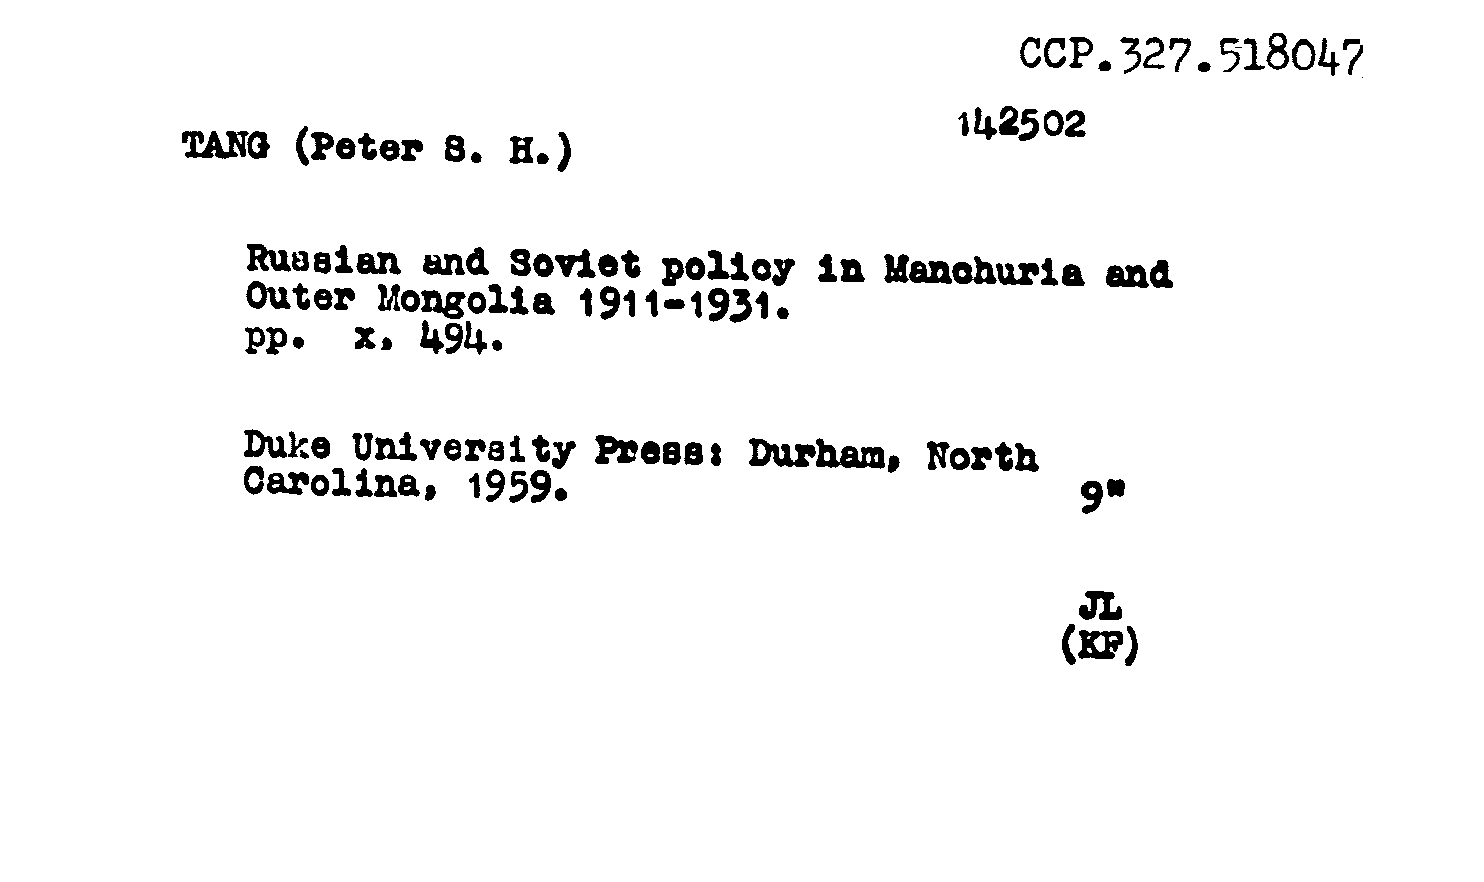 CCP.327.518047
142502
TANG (Peter S. H.)
Russian and Soviet policy in Manchuria and
Outer Mongolia 1911-1931.
pp. x, 494.
Duke University Press: Durham, North
Carolina, 1959.
9"
JL
(KF)